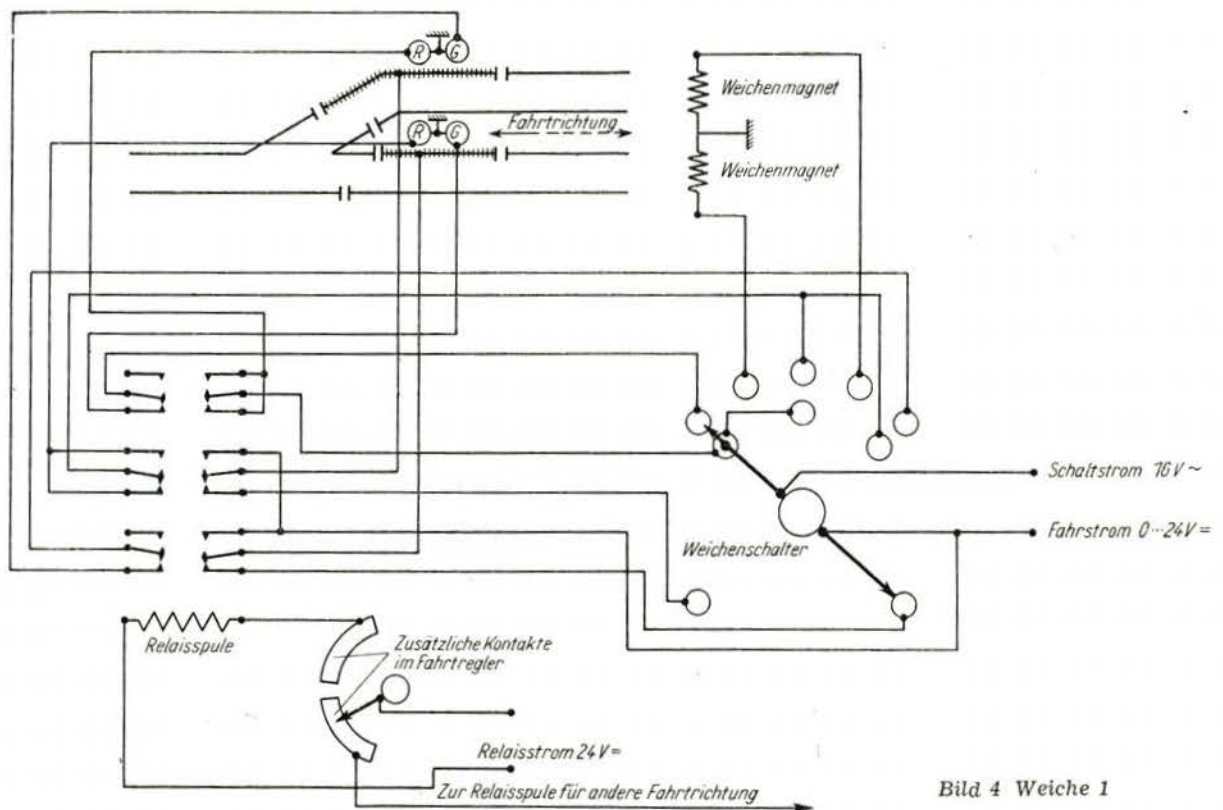 R G
Weichenmagnet
R G
Fahrtrichtung
Weichenmagnet
Schaltstrom 16 V ~
Fahrstrom 0...24 V =
Weichenschalter
Relaisspule
Zusätzliche Kontakte
im Fahrtregler
Relaisstrom 24 V =
Zur Relaisspule für andere Fahrtrichtung
Bild 4 Weiche 1